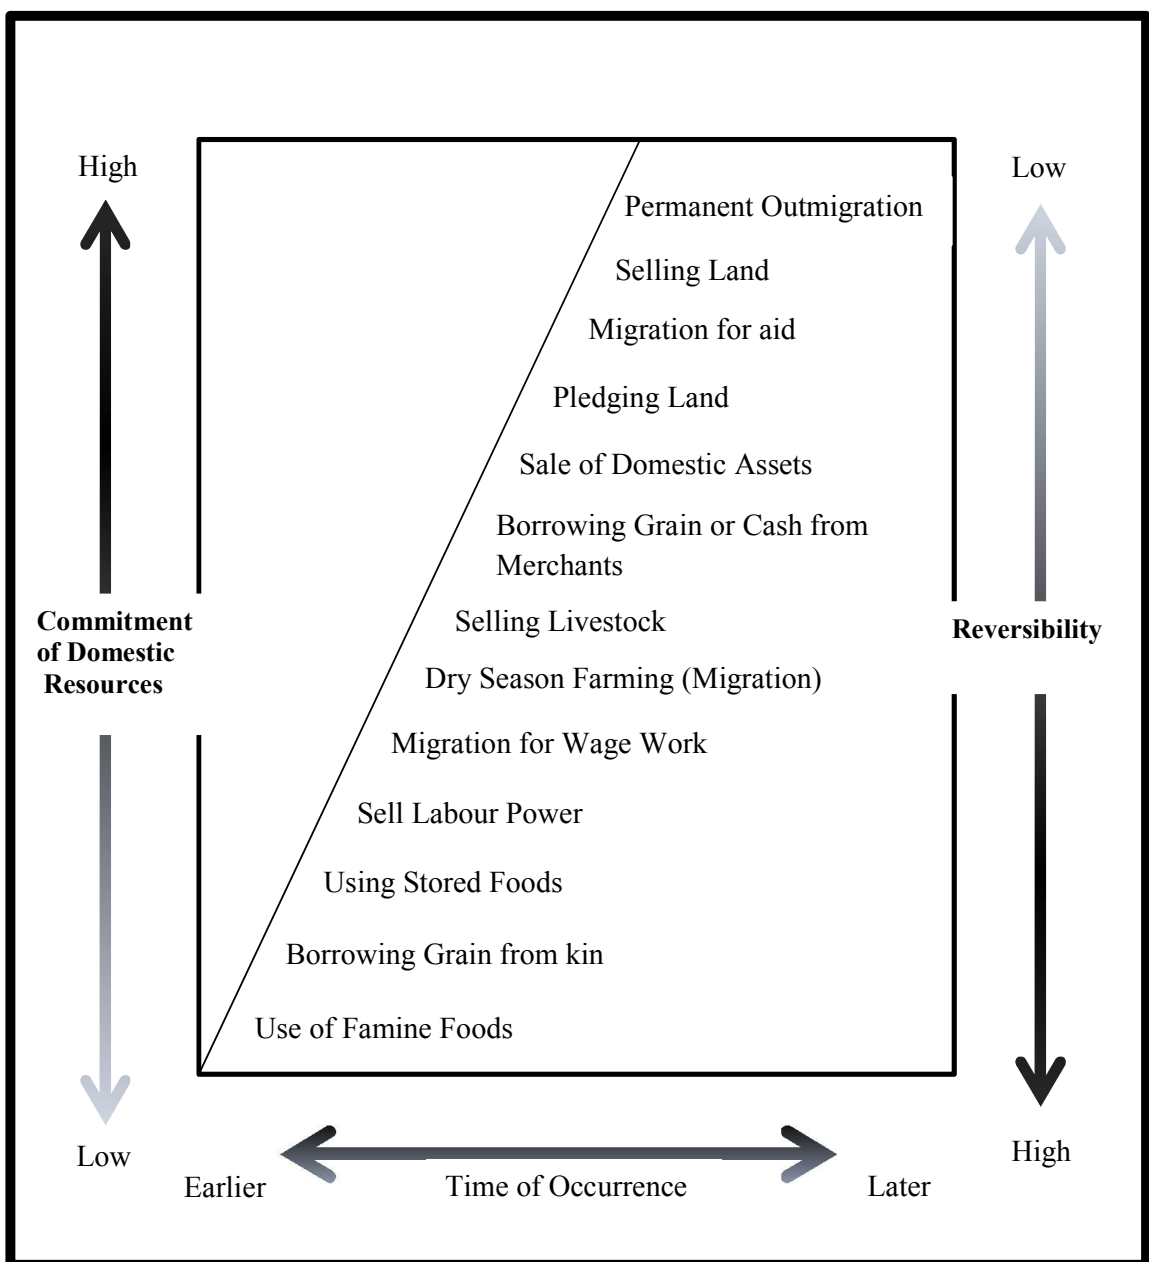 High
Low
Permanent Outmigration
Selling Land
Migration for aid
Pledging Land
Sale of Domestic Assets
Borrowing Grain or Cash from
Merchants
Commitment
of Domestic
Resources
Selling Livestock
Reversibility
Dry Season Farming (Migration)
Migration for Wage Work
Sell Labour Power
Using Stored Foods
Borrowing Grain from kin
Use of Famine Foods
Low
High
Earlier
Time of Occurrence
Later